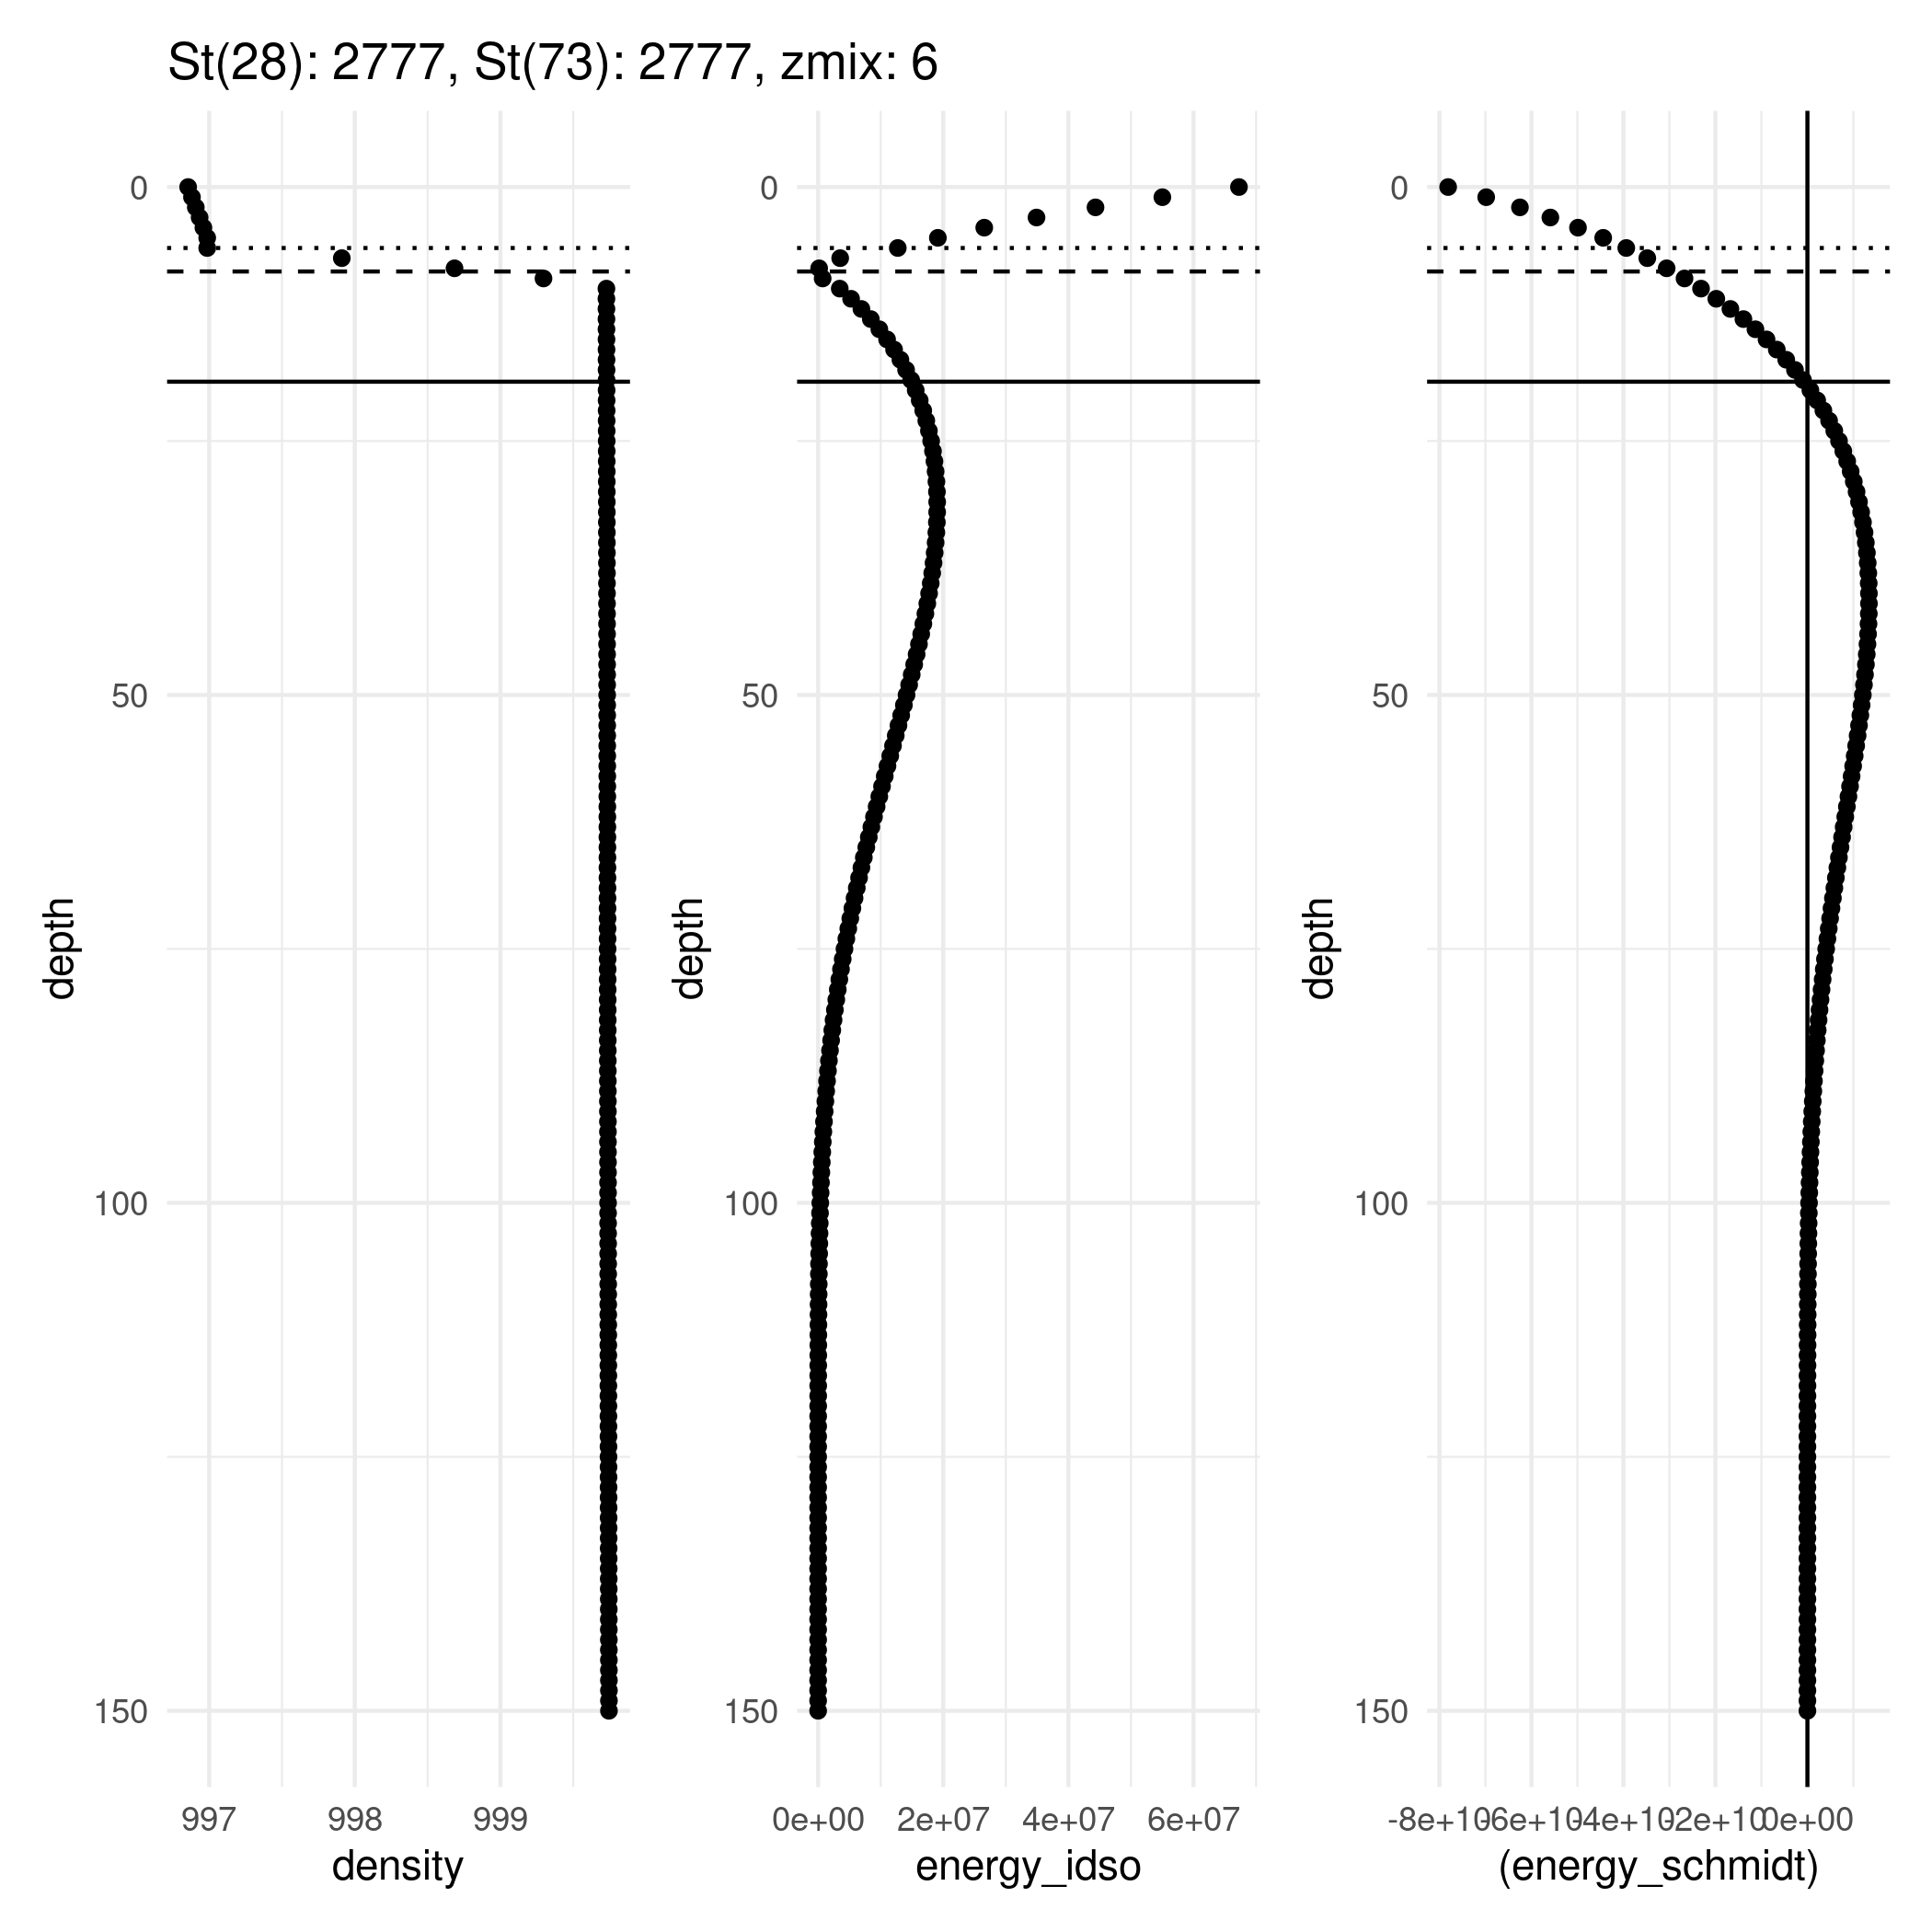 St(28): 2777, St(73): 2777, zmix: 6
0
50
100
150
depth
997 998 999
density
0
50
100
150
depth
0e+00 2e+07 4e+07 6e+07
energy_idso
0
50
100
150
depth
-8e+10 -6e+10 -4e+10 -2e+10 0e+00
(energy_schmidt)